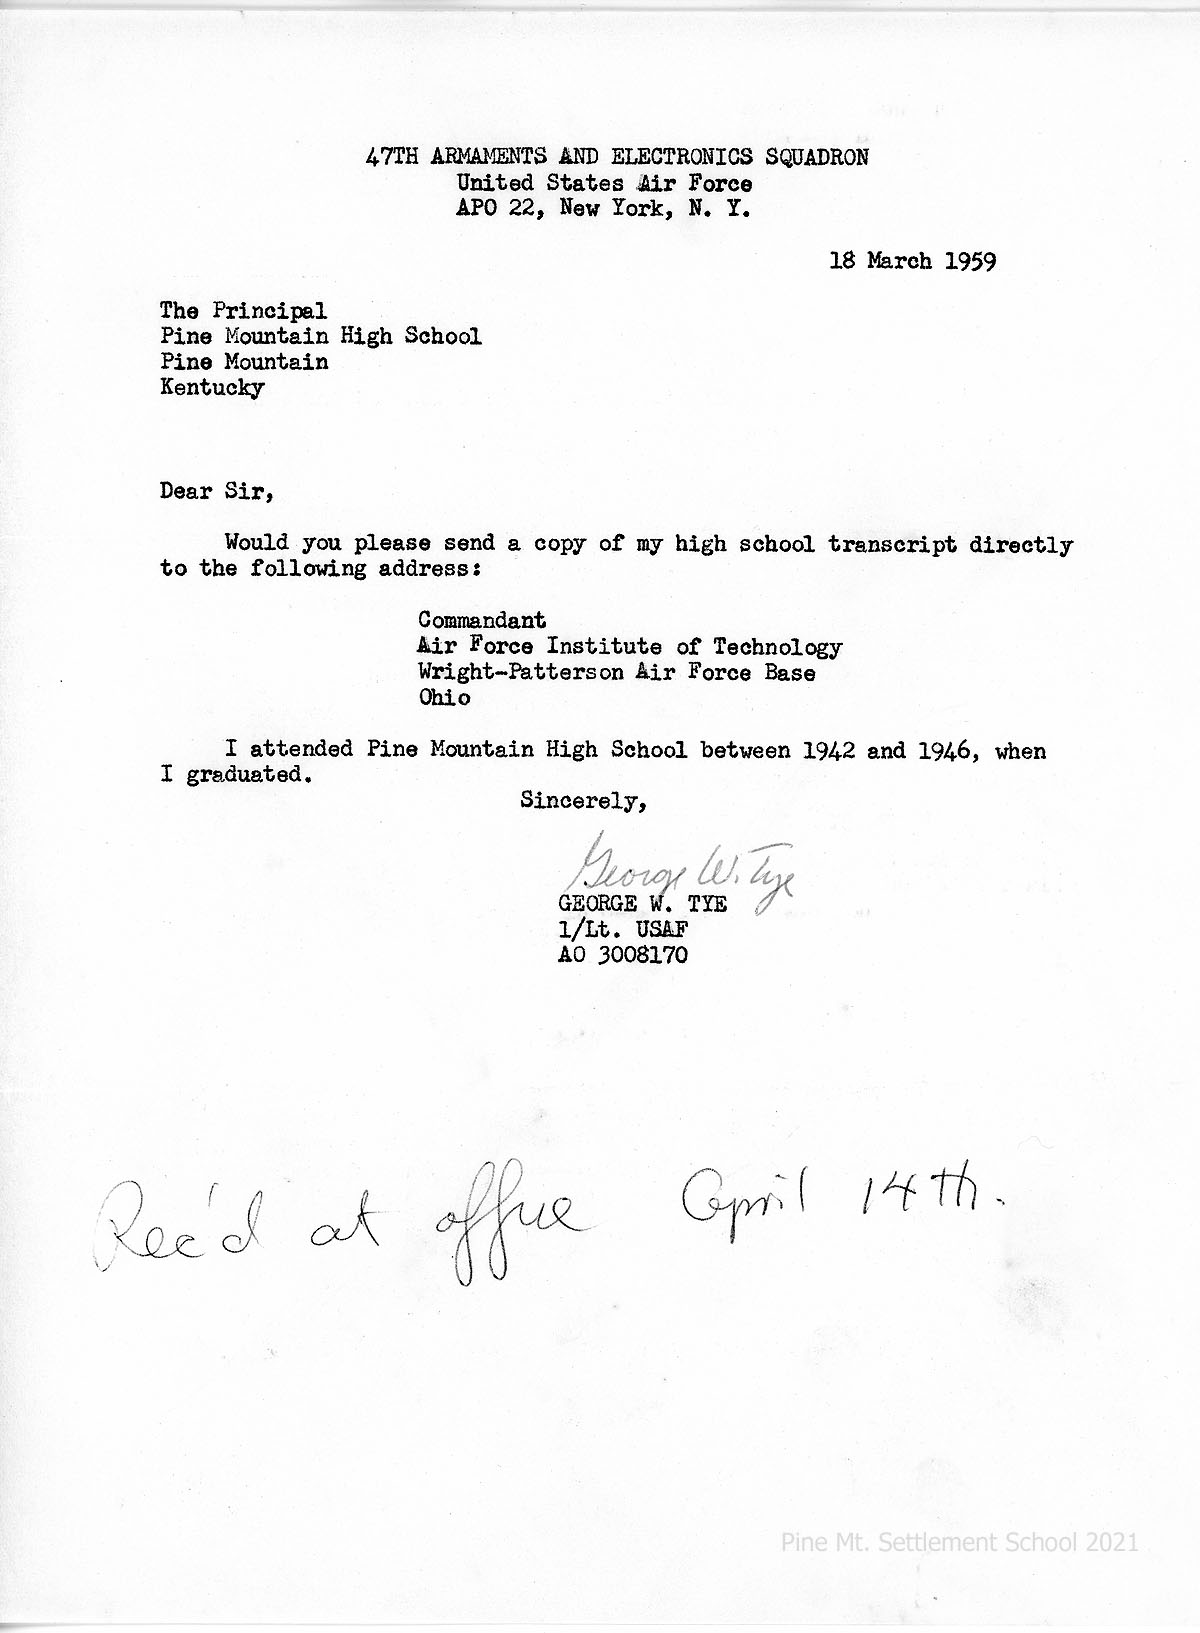 47TH ARMAMENTS AND ELECTRONICS SQUADRON
United States Air Force
APO 22, New York, N. Y.
18 March 1959
The Principal
Pine Mountain High School
Pine Mountain
Kentucky
Dear Sir,
Would you please send a copy of my high school transcript directly
to the following address:
Commandant
Air Force Institute of Technology
Wright-Patterson Air Force Base
Ohio
I attended Pine Mountain High School between 1942 and 1946, when
I graduated.
Sincerely,
George W. Tye
GEORGE W. TYE
1/Lt. USAF
AO 3008170
Rec'd at office April 14th.
Pine Mt. Settlement School 2021